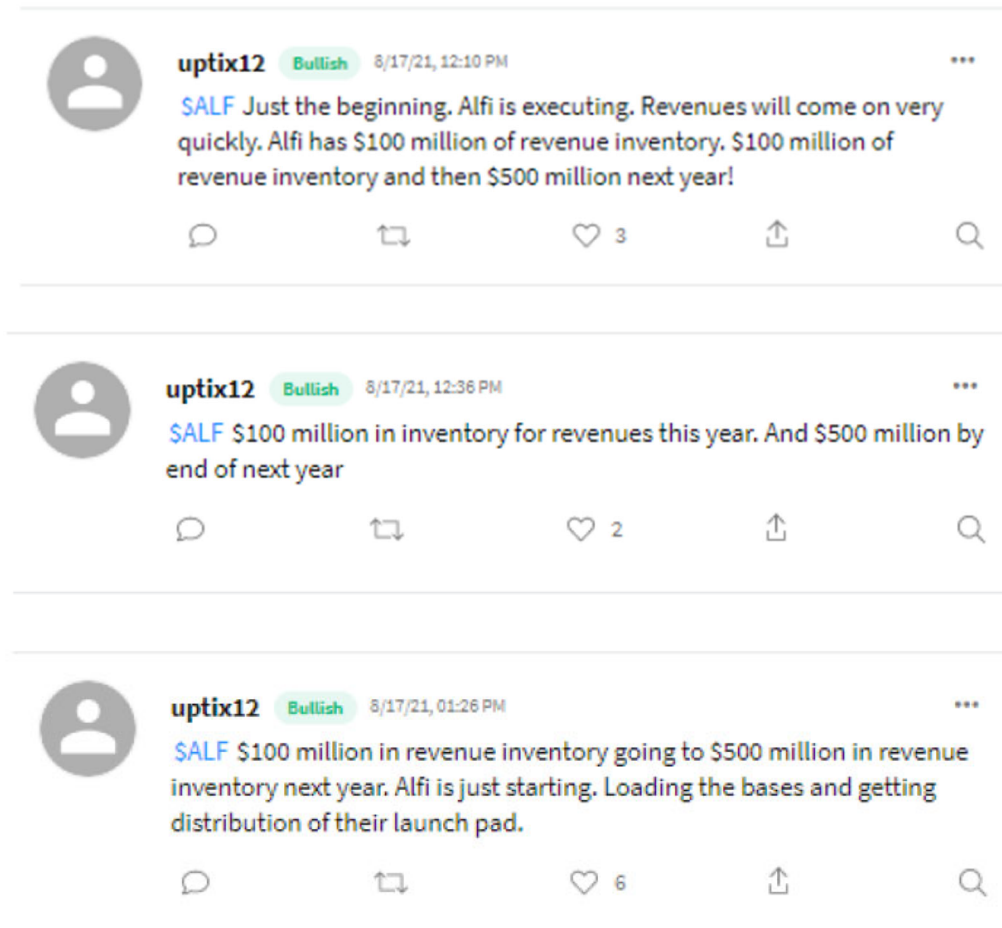 uptix12 Bullish 8/17/21, 12:10 PM
$ALF Just the beginning. Alfi is executing. Revenues will come on very
quickly. Alfi has $100 million of revenue inventory. $100 million of
revenue inventory and then $500 million next year!
3
uptix12 Bullish 8/17/21, 12:36 PM
$ALF $100 million in inventory for revenues this year. And $500 million by
end of next year
2
uptix12 Bullish 8/17/21, 01:26 PM
$ALF $100 million in revenue inventory going to $500 million in revenue
inventory next year. Alfi is just starting. Loading the bases and getting
distribution of their launch pad.
6